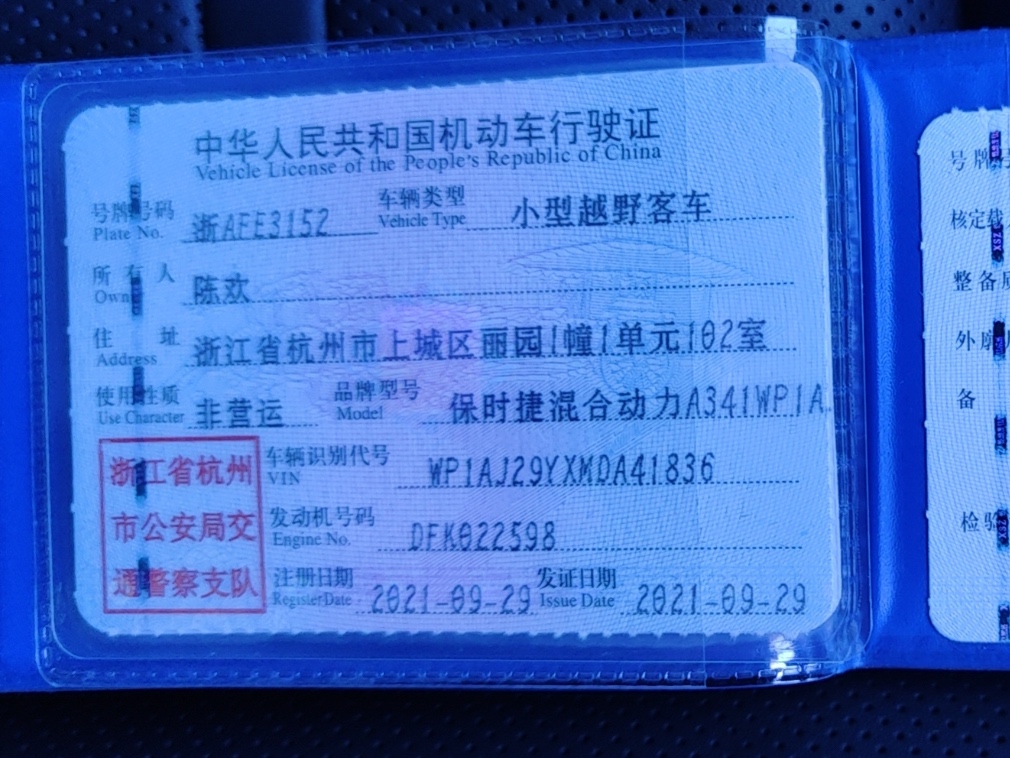 中华人民共和国机动车行驶证
Vehicle License of the People's Republic of China
号牌号码 浙AFE3152 车辆类型 小型越野客车
Plate No. Vehicle Type
所有人 陈欢
Owner
住址 浙江省杭州市上城区丽园1幢1单元102室
Address
使用性质 非营运 品牌型号 保时捷混合动力A341WP1A
Use Character Model
浙江省杭州
市公安局交
通警察支队
车辆识别代号 WP1AJ29YXMDA41836
VIN
发动机号码 DFK022598
Engine No.
注册日期 2021-09-29 发证日期 2021-09-29
Register Date Issue Date
号牌
核定载
整备
外廓
备
检验